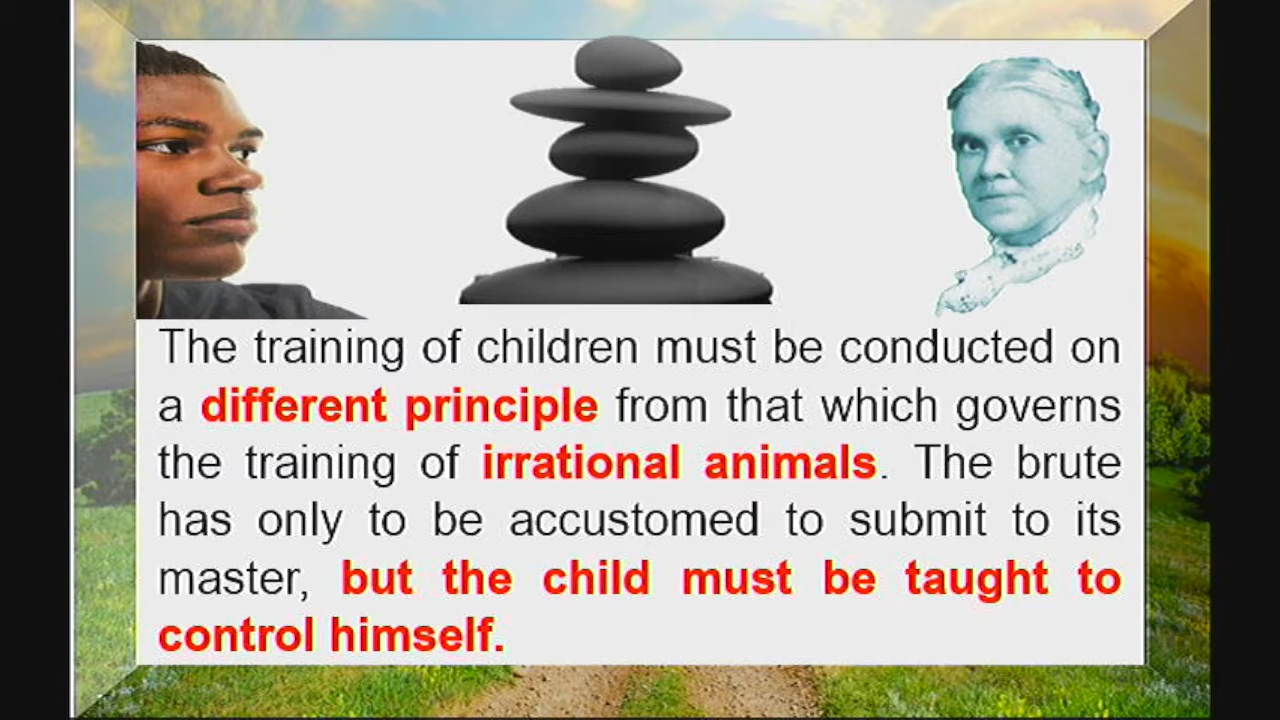 The training of children must be conducted on
a different principle from that which governs
the training of irrational animals. The brute
has only to be accustomed to submit to its
master, but the child must be taught to
control himself.